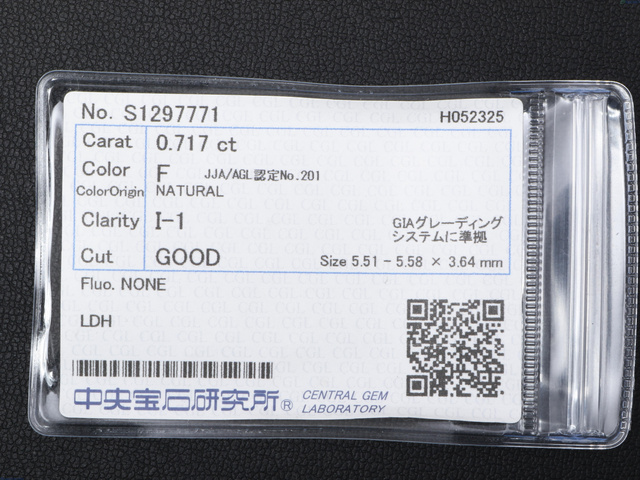 No. S1297771 H052325
Carat 0.717 ct
Color F JJA/AGL認定No.201
ColorOrigin NATURAL
Clarity I-1 GIAグレーディング
システムに準拠
Cut GOOD Size 5.51 - 5.58 × 3.64 mm
Fluo. NONE
LDH
中央宝石研究所® CENTRAL GEM
LABORATORY